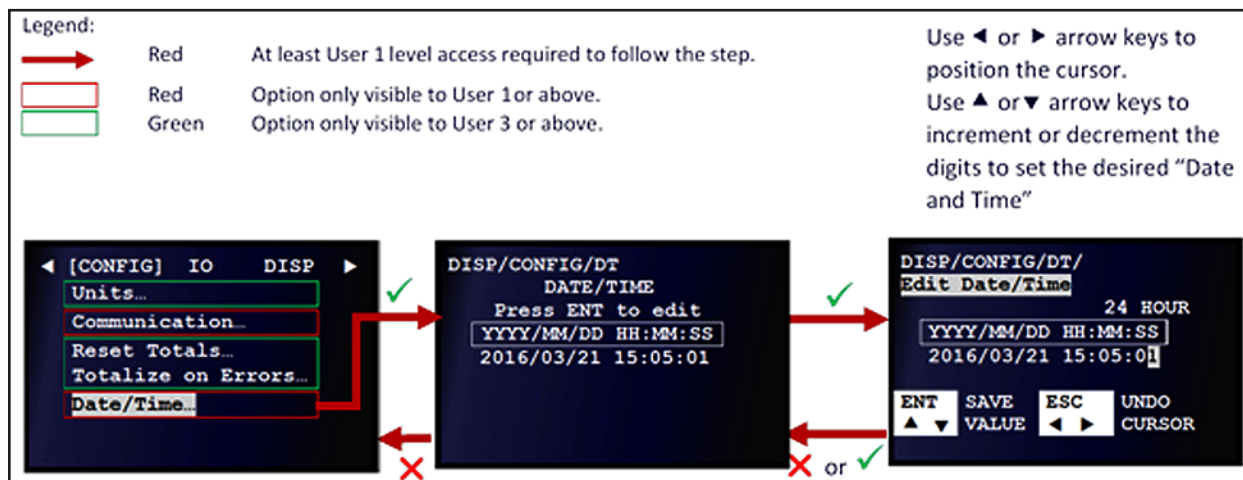 Legend:
Red At least User 1 level access required to follow the step.
Red Option only visible to User 1or above.
Green Option only visible to User 3 or above.
Use ◄ or ► arrow keys to
position the cursor.
Use ▲ or▼ arrow keys to
increment or decrement the
digits to set the desired “Date
and Time”
◄ [CONFIG] IO DISP ►
Units…
Communication…
Reset Totals…
Totalize on Errors…
Date/Time…
✓
✕
DISP/CONFIG/DT
DATE/TIME
Press ENT to edit
YYYY/MM/DD HH:MM:SS
2016/03/21 15:05:01
✓
✕ or ✓
DISP/CONFIG/DT/
Edit Date/Time
24 HOUR
YYYY/MM/DD HH:MM:SS
2016/03/21 15:05:01
ENT SAVE ESC UNDO
▲ ▼ VALUE ◄ ► CURSOR